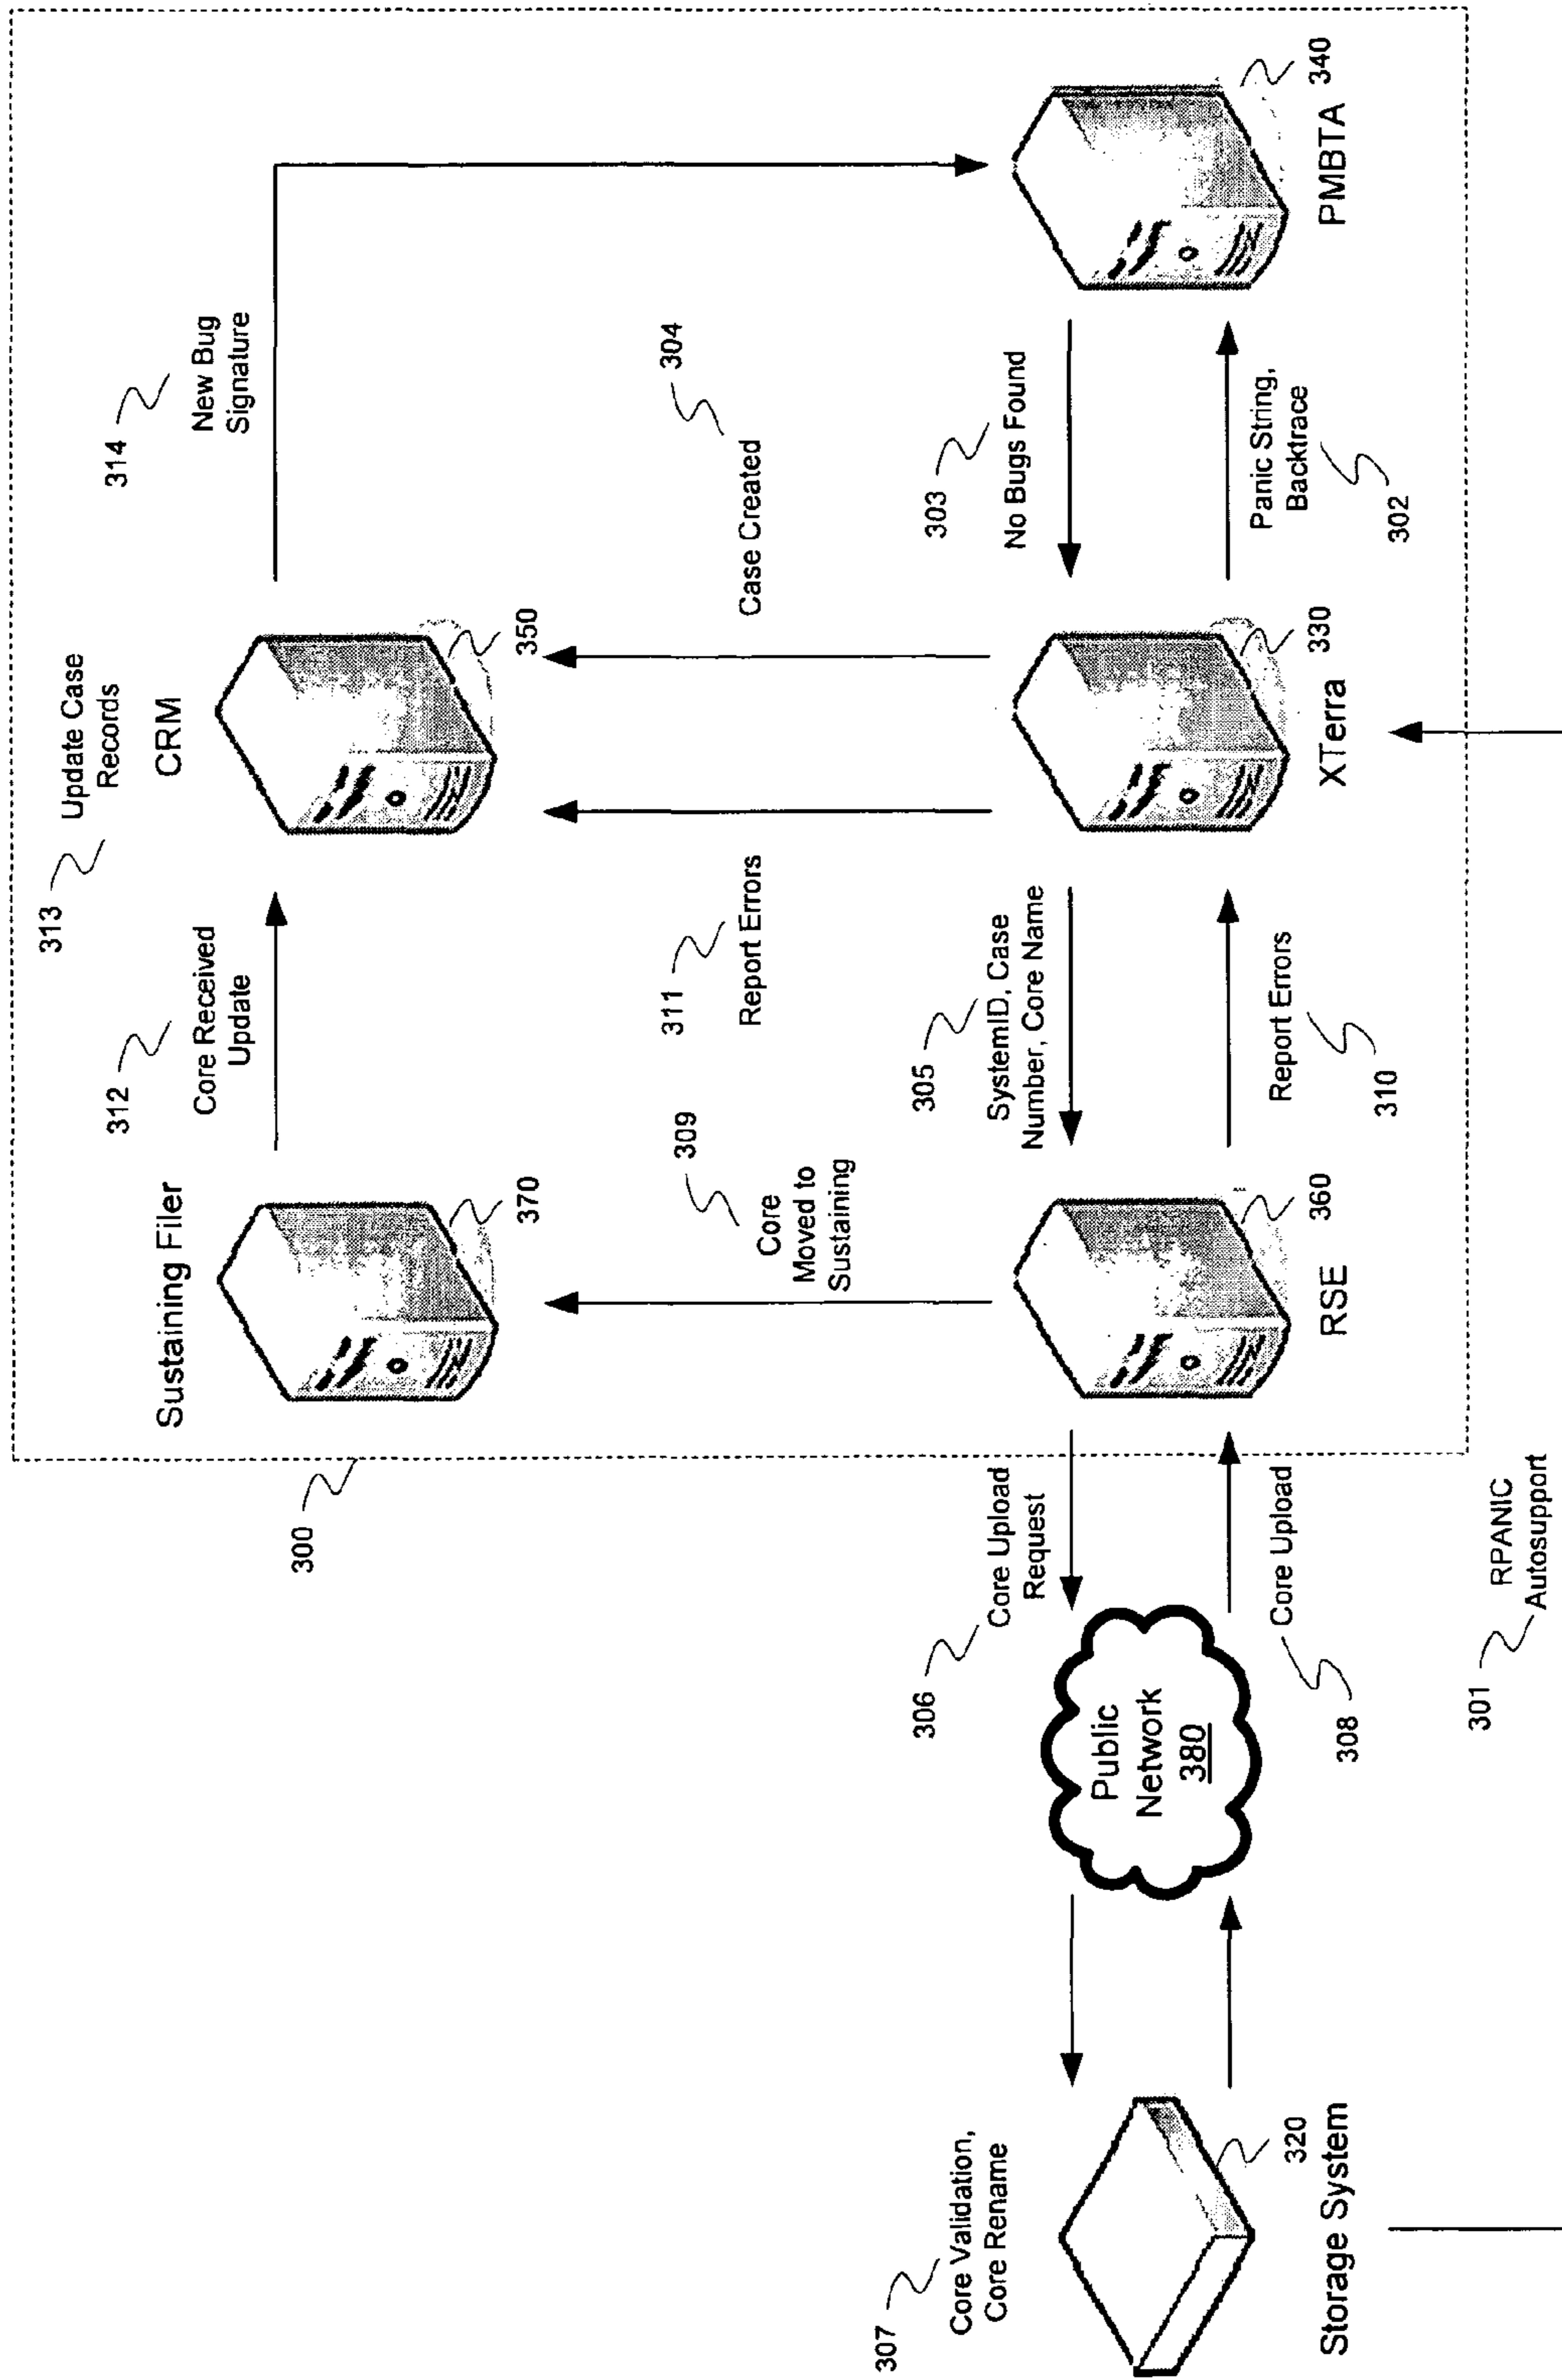 313
Update Case
Records
314
New Bug
Signature
312
Core Received
Update
Sustaining Filer
CRM
370
350
300
309
Core
Moved to
Sustaining
311
Report Errors
304
Case Created
307
Core Validation,
Core Rename
306
Core Upload
Request
305
SystemID, Case
Number, Core Name
303
No Bugs Found
Public
Network
380
320
Storage System
308
Core Upload
360
RSE
310
Report Errors
330
XTerra
302
Panic String,
Backtrace
340
PMBTA
301
RPANIC
Autosupport